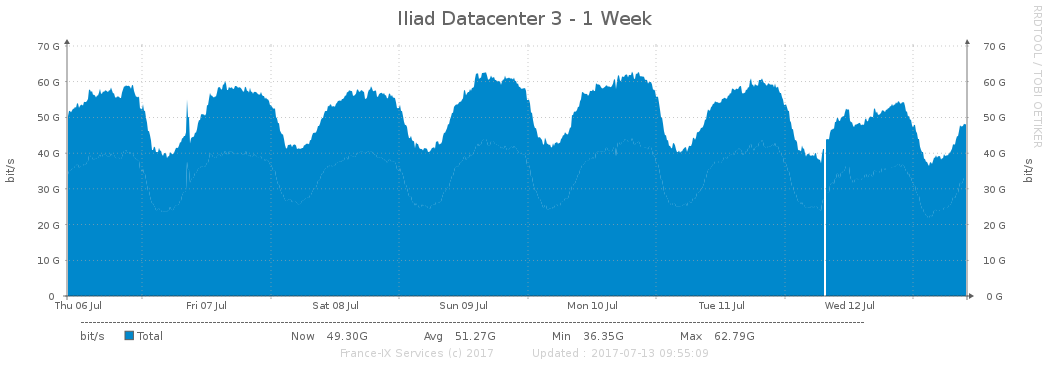 Iliad Datacenter 3 - 1 Week
RRDTOOL / TOBI OETIKER
70 G 70 G
60 G 60 G
50 G 50 G
40 G 40 G
30 G 30 G
20 G 20 G
10 G 10 G
0 0 G
bit/s
bit/s
Thu 06 Jul Fri 07 Jul Sat 08 Jul Sun 09 Jul Mon 10 Jul Tue 11 Jul Wed 12 Jul
bit/s Total Now 49.30G Avg 51.27G Min 36.35G Max 62.79G
France-IX Services (c) 2017 Updated : 2017-07-13 09:55:09